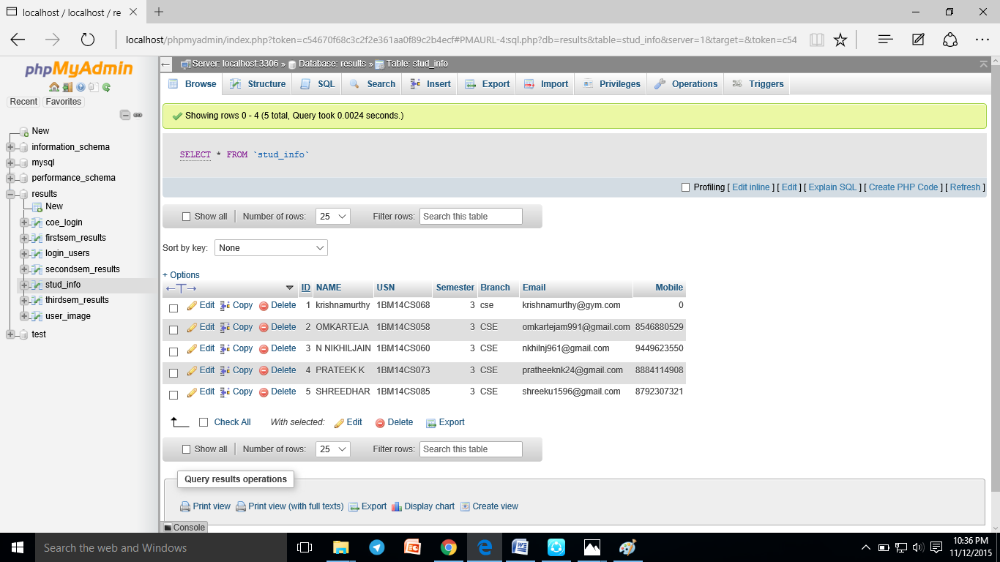 localhost / localhost / re
localhost/phpmyadmin/index.php?token=c54670f68c3c2f2e361aa0f89c2b4ecf#PMAURL-4:sql.php?db=results&table=stud_info&server=1&target=&token=c54
phpMyAdmin
Recent Favorites
New
information_schema
mysql
performance_schema
results
New
coe_login
firstsem_results
login_users
secondsem_results
stud_info
thirdsem_results
user_image
test
Server: localhost:3306 » Database: results » Table: stud_info
Browse Structure SQL Search Insert Export Import Privileges Operations Triggers
Showing rows 0 - 4 (5 total, Query took 0.0024 seconds.)
SELECT * FROM `stud_info`
Profiling [ Edit inline ] [ Edit ] [ Explain SQL ] [ Create PHP Code ] [ Refresh ]
Show all Number of rows: 25 Filter rows: Search this table
Sort by key: None
+ Options
←T→ ID NAME USN Semester Branch Email Mobile
Edit Copy Delete 1 krishnamurthy 1BM14CS068 3 cse krishnamurthy@gym.com 0
Edit Copy Delete 2 OMKARTEJA 1BM14CS058 3 CSE omkartejam991@gmail.com 8546880529
Edit Copy Delete 3 N NIKHILJAIN 1BM14CS060 3 CSE nkhilnj961@gmail.com 9449623550
Edit Copy Delete 4 PRATEEK K 1BM14CS073 3 CSE pratheeknk24@gmail.com 8884114908
Edit Copy Delete 5 SHREEDHAR 1BM14CS085 3 CSE shreeku1596@gmail.com 8792307321
Check All With selected: Edit Delete Export
Show all Number of rows: 25 Filter rows: Search this table
Query results operations
Print view Print view (with full texts) Export Display chart Create view
Console
Search the web and Windows
10:36 PM
11/12/2015